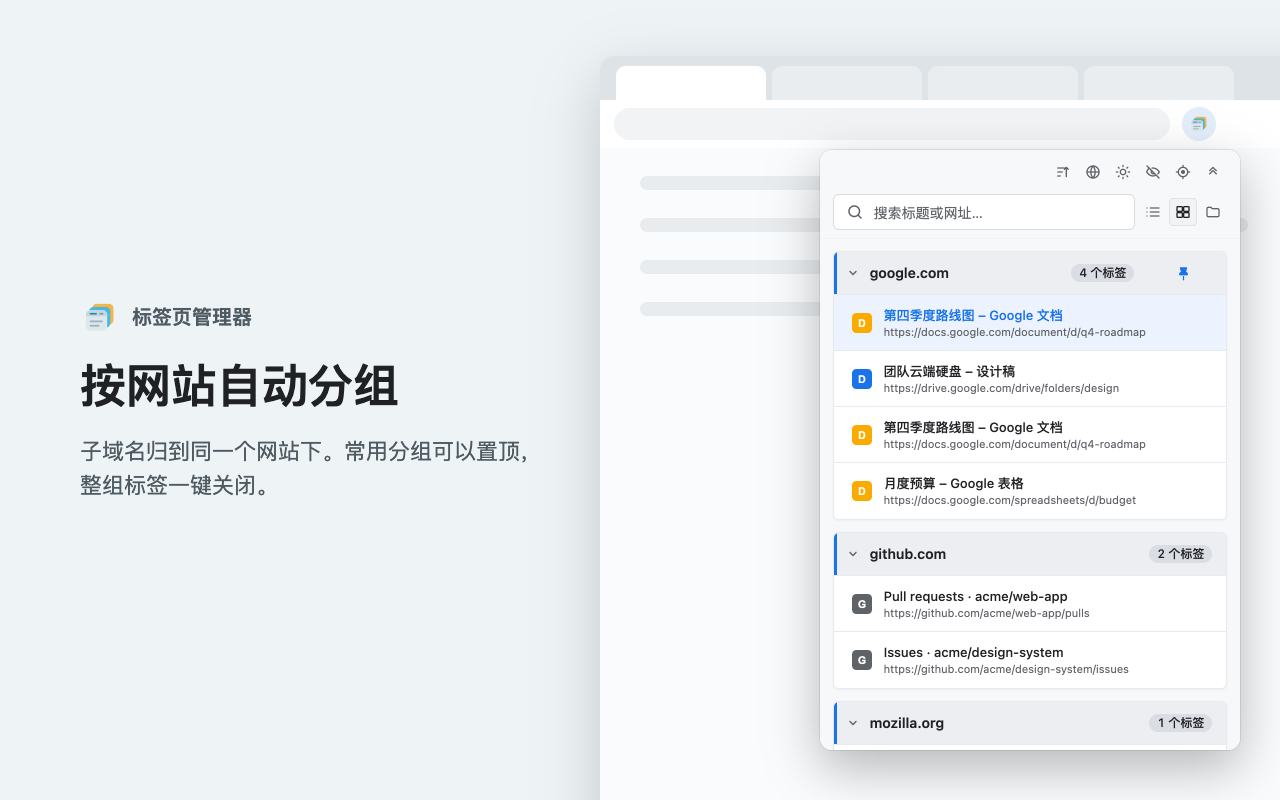 标签页管理器
按网站自动分组
子域名归到同一个网站下。常用分组可以置顶,
整组标签一键关闭。
搜索标题或网址...
google.com
4 个标签
D
第四季度路线图 – Google 文档
https://docs.google.com/document/d/q4-roadmap
D
团队云端硬盘 – 设计稿
https://drive.google.com/drive/folders/design
D
第四季度路线图 – Google 文档
https://docs.google.com/document/d/q4-roadmap
D
月度预算 – Google 表格
https://docs.google.com/spreadsheets/d/budget
github.com
2 个标签
G
Pull requests · acme/web-app
https://github.com/acme/web-app/pulls
G
Issues · acme/design-system
https://github.com/acme/design-system/issues
mozilla.org
1 个标签